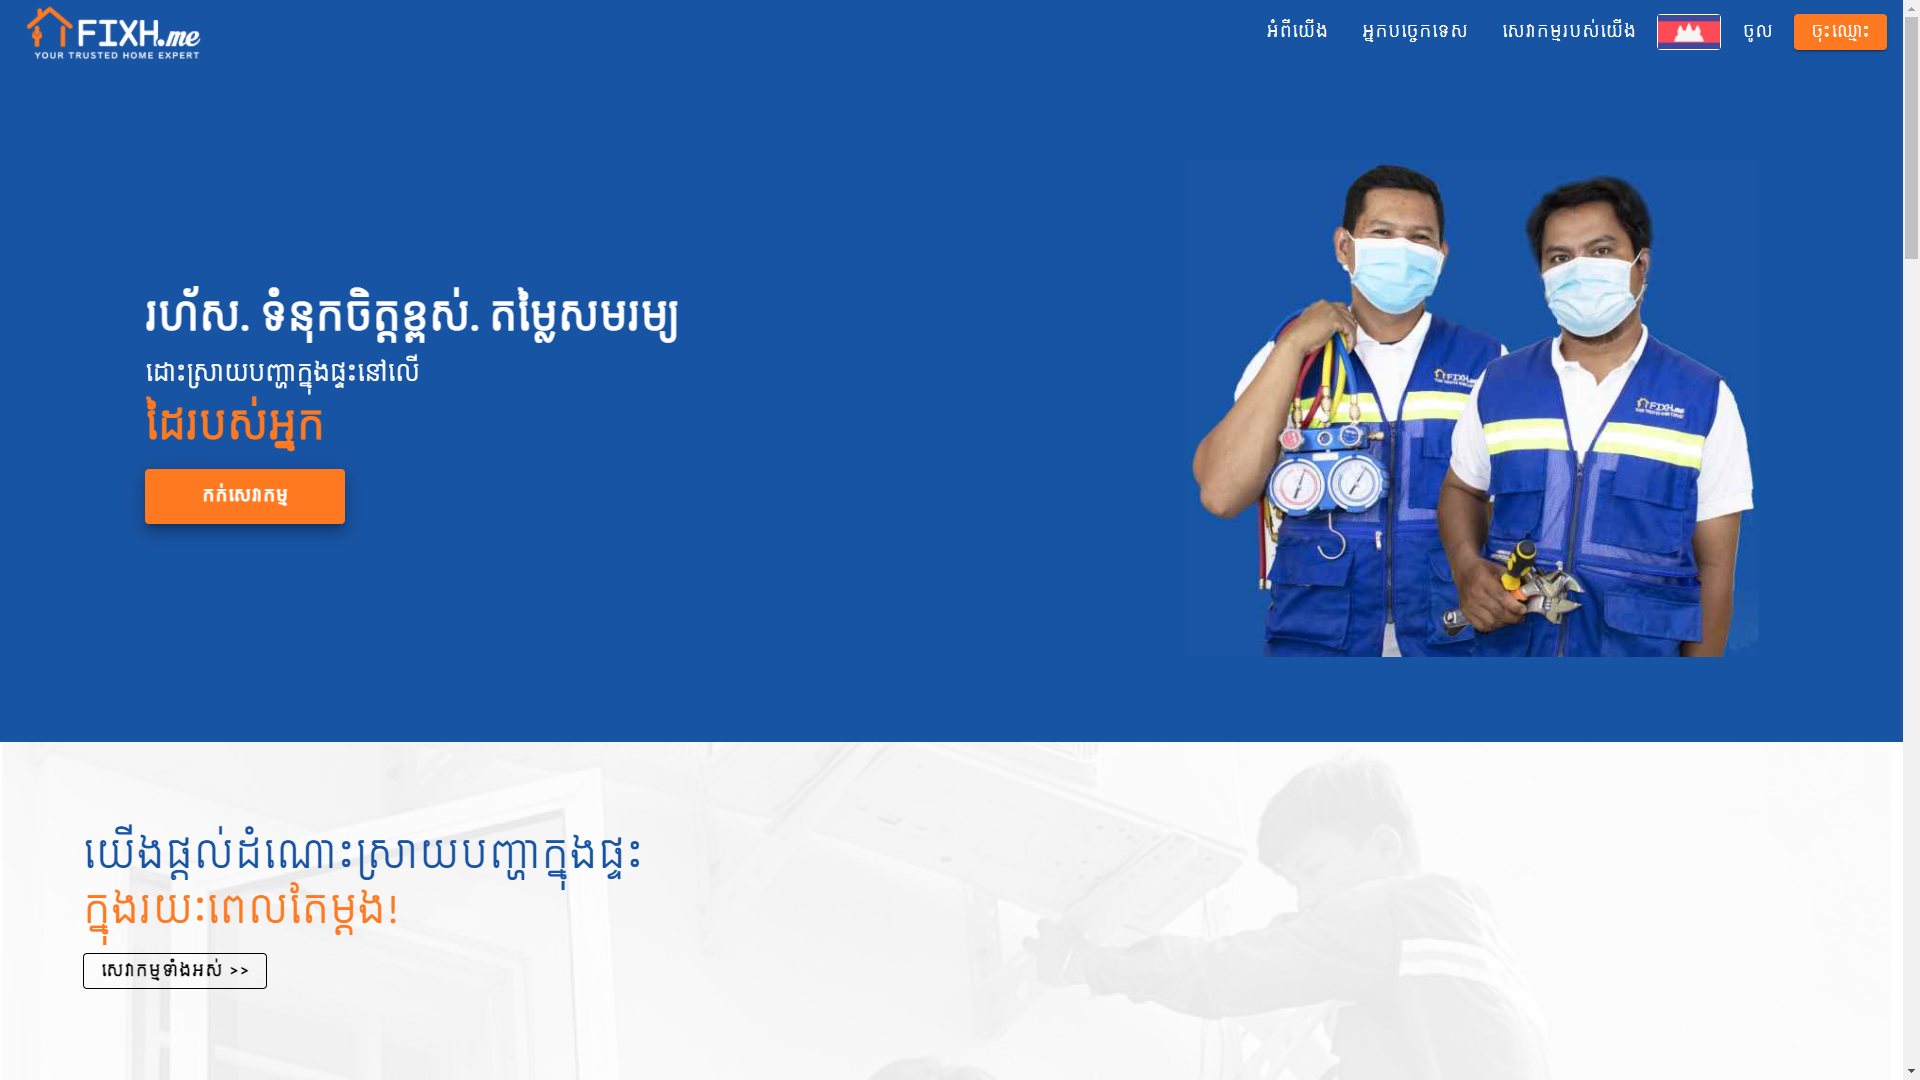 FIXH.me
YOUR TRUSTED HOME EXPERT
អំពីយើង
អ្នកបច្ចេកទេស
សេវាកម្មរបស់យើង
ចូល
ចុះឈ្មោះ
រហ័ស. ទំនុកចិត្តខ្ពស់. តម្លៃសមរម្យ
ដោះស្រាយបញ្ហាក្នុងផ្ទះនៅលើ
ដៃរបស់អ្នក
កក់សេវាកម្ម
FIXH.me
FIXH.me
យើងផ្តល់ដំណោះស្រាយបញ្ហាក្នុងផ្ទះ
ក្នុងរយៈពេលតែម្តង!
សេវាកម្មទាំងអស់ >>